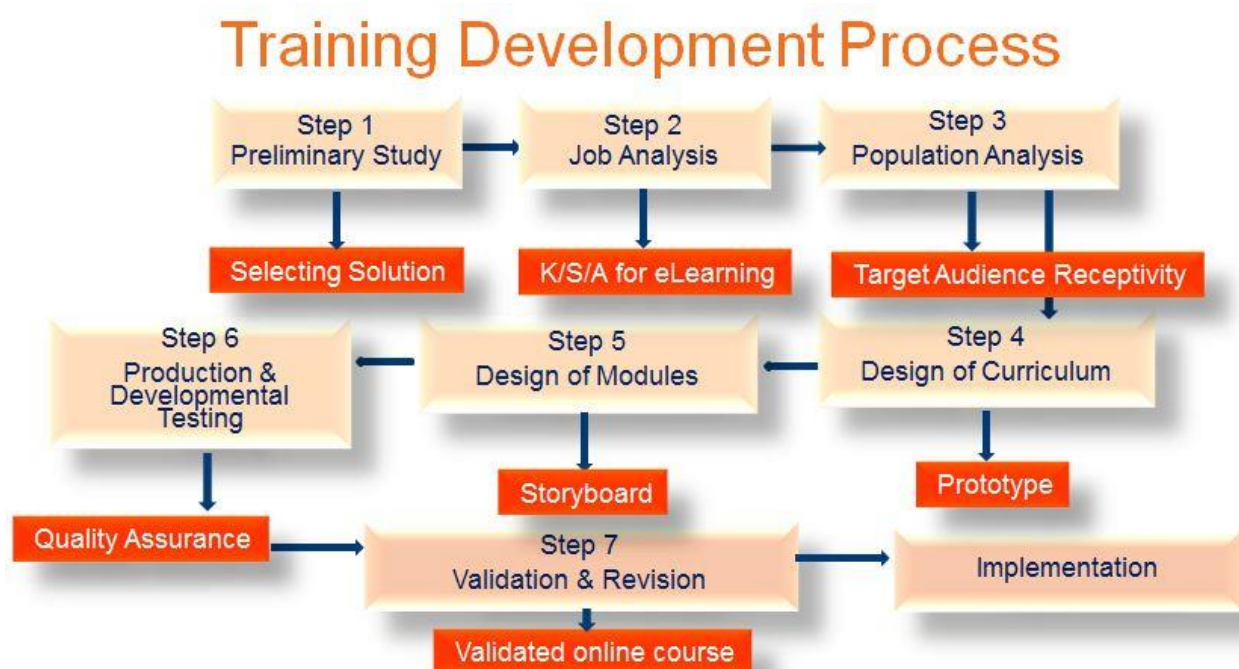 Training Development Process
Step 1
Preliminary Study
Step 2
Job Analysis
Step 3
Population Analysis
Selecting Solution
K/S/A for eLearning
Target Audience Receptivity
Step 4
Design of Curriculum
Step 5
Design of Modules
Step 6
Production &
Developmental
Testing
Prototype
Storyboard
Quality Assurance
Step 7
Validation & Revision
Implementation
Validated online course